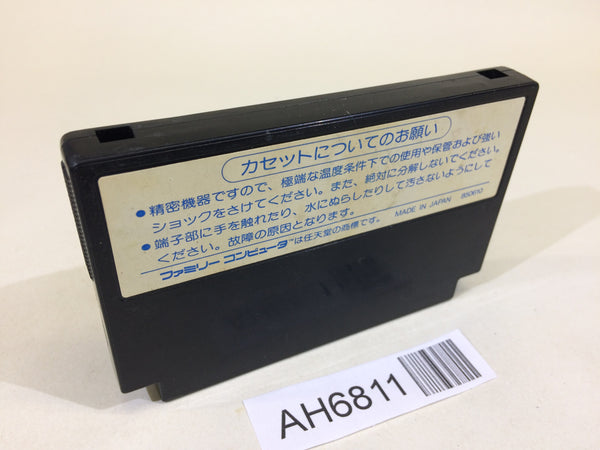 カセットについてのお願い
● 精密機器ですので、極端な温度条件下での使用や保管および強い
ショックをさけてください。また、絶対に分解しないでください。
● 端子部に手を触れたり、水にぬらしたりして汚さないようにして
ください。故障の原因となります。 MADE IN JAPAN 850610
ファミリー コンピュータ™は任天堂の商標です。
AH6811